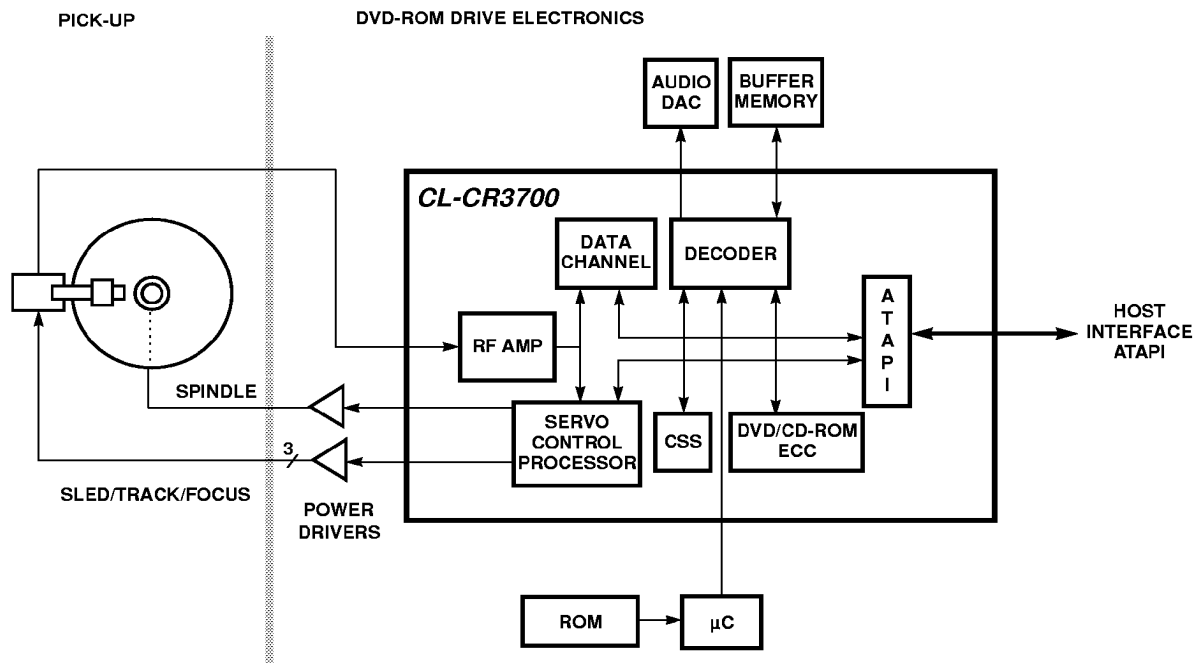 PICK-UP
DVD-ROM DRIVE ELECTRONICS
AUDIO
DAC
BUFFER
MEMORY
CL-CR3700
DATA
CHANNEL
DECODER
A
T
A
P
I
HOST
INTERFACE
ATAPI
RF AMP
SPINDLE
SERVO
CONTROL
PROCESSOR
CSS
DVD/CD-ROM
ECC
3
SLED/TRACK/FOCUS
POWER
DRIVERS
ROM
µC